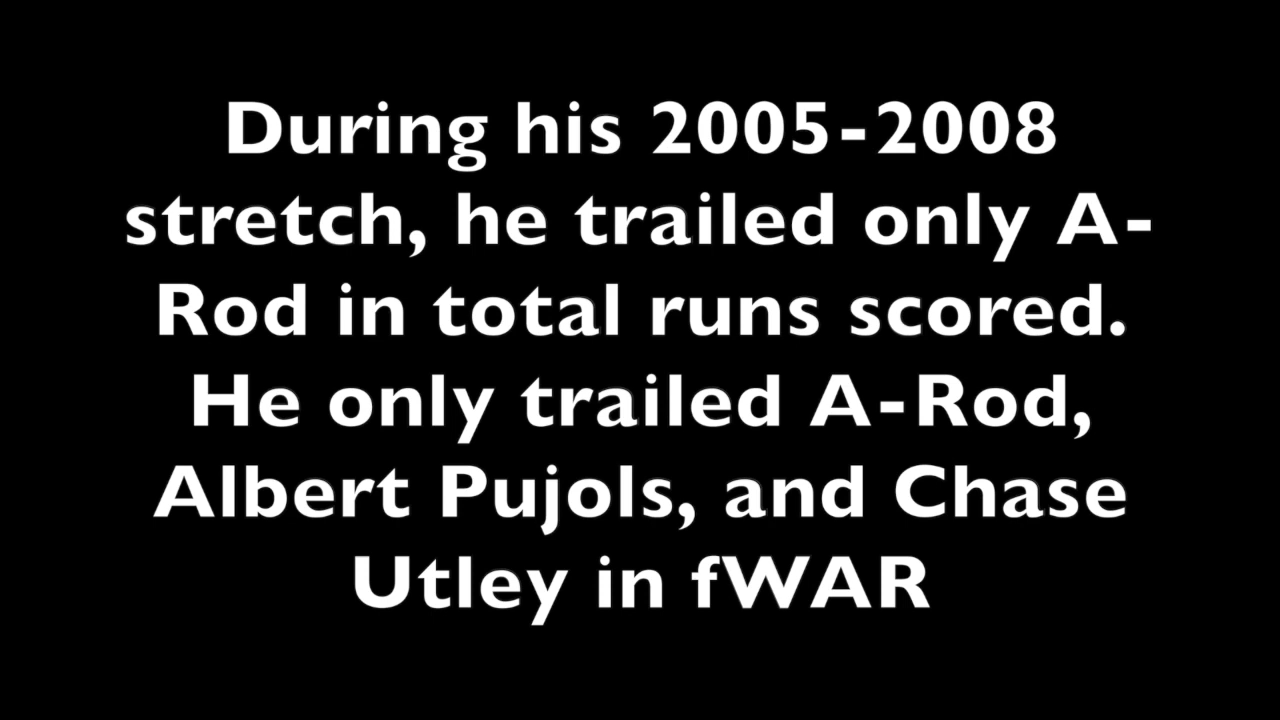 During his 2005-2008
stretch, he trailed only A-
Rod in total runs scored.
He only trailed A-Rod,
Albert Pujols, and Chase
Utley in fWAR